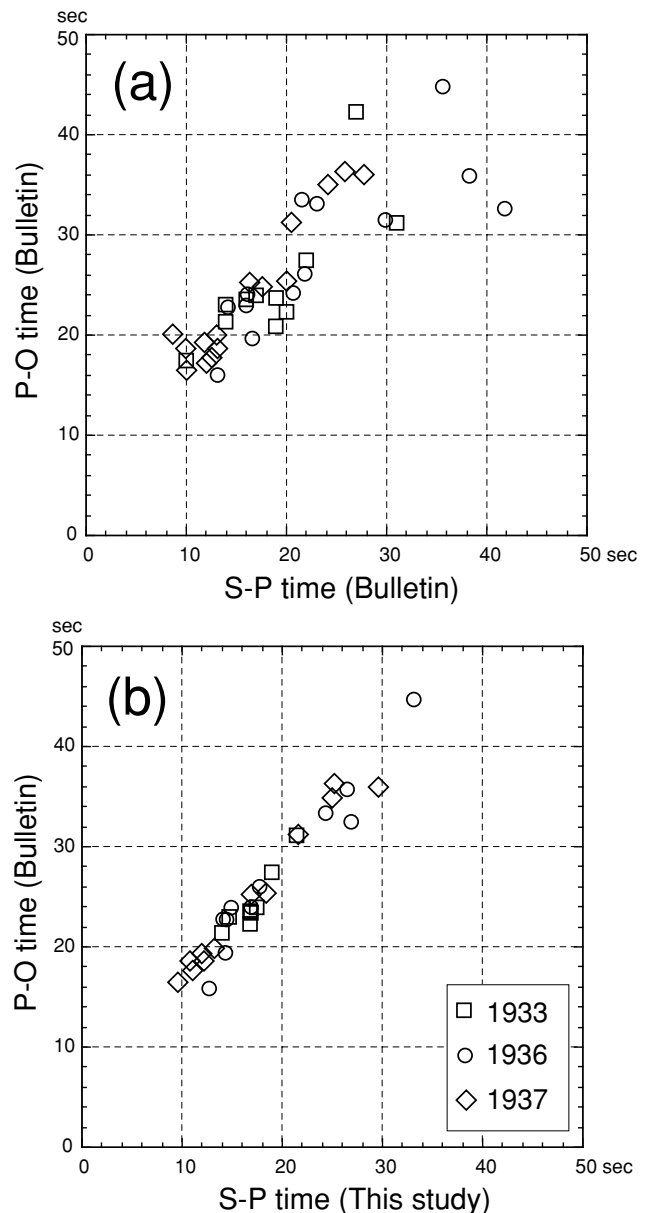 sec
50
(a)
40
30
20
10
0
P-O time (Bulletin)
0 10 20 30 40 50 sec
S-P time (Bulletin)
sec
50
(b)
40
30
20
10
0
P-O time (Bulletin)
1933
1936
1937
0 10 20 30 40 50 sec
S-P time (This study)